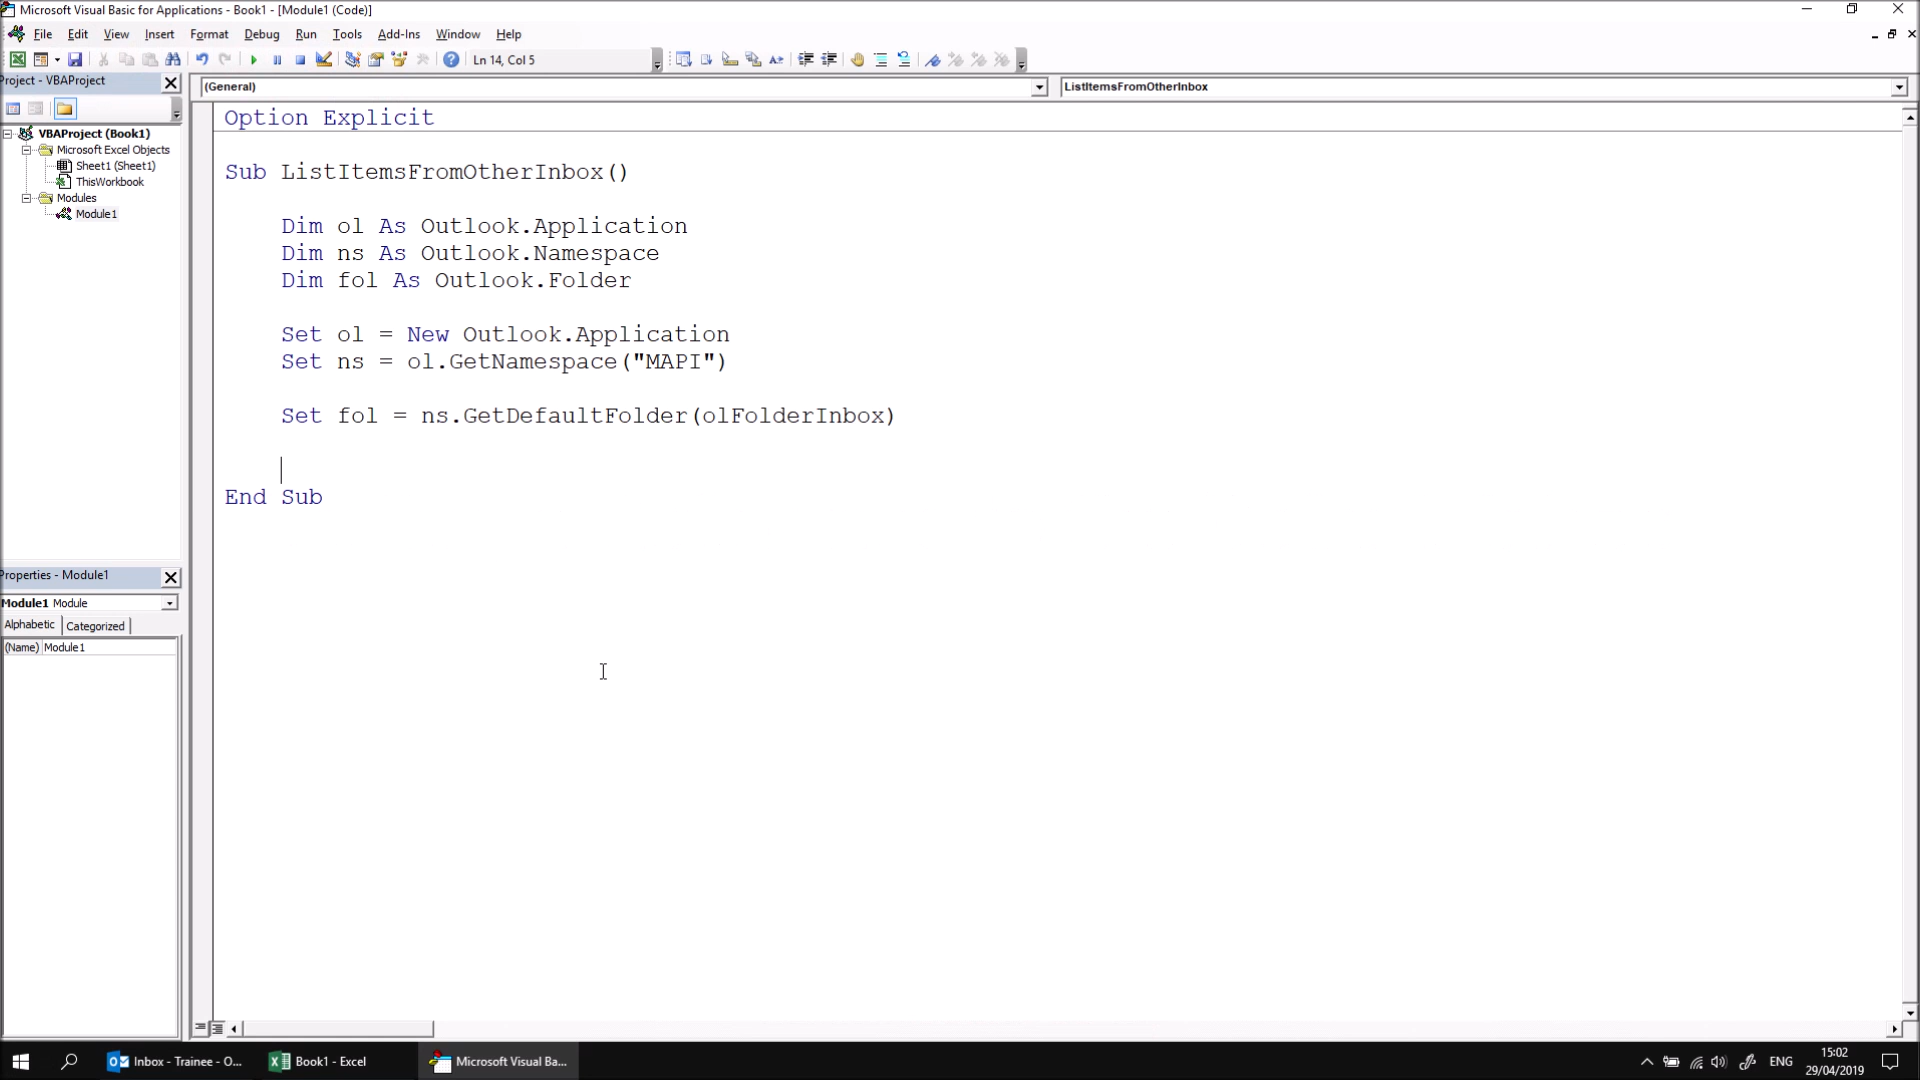 Microsoft Visual Basic for Applications - Book1 - [Module1 (Code)]
File Edit View Insert Format Debug Run Tools Add-Ins Window Help
Ln 14, Col 5
Project - VBAProject
(General)
ListItemsFromOtherInbox
VBAProject (Book1)
Microsoft Excel Objects
Sheet1 (Sheet1)
ThisWorkbook
Modules
Module1
Option Explicit
Sub ListItemsFromOtherInbox()
Dim ol As Outlook.Application
Dim ns As Outlook.Namespace
Dim fol As Outlook.Folder
Set ol = New Outlook.Application
Set ns = ol.GetNamespace("MAPI")
Set fol = ns.GetDefaultFolder(olFolderInbox)
End Sub
Properties - Module1
Module1 Module
Alphabetic Categorized
(Name) Module1
Inbox - Trainee - O...
Book1 - Excel
Microsoft Visual Ba...
ENG
15:02
29/04/2019